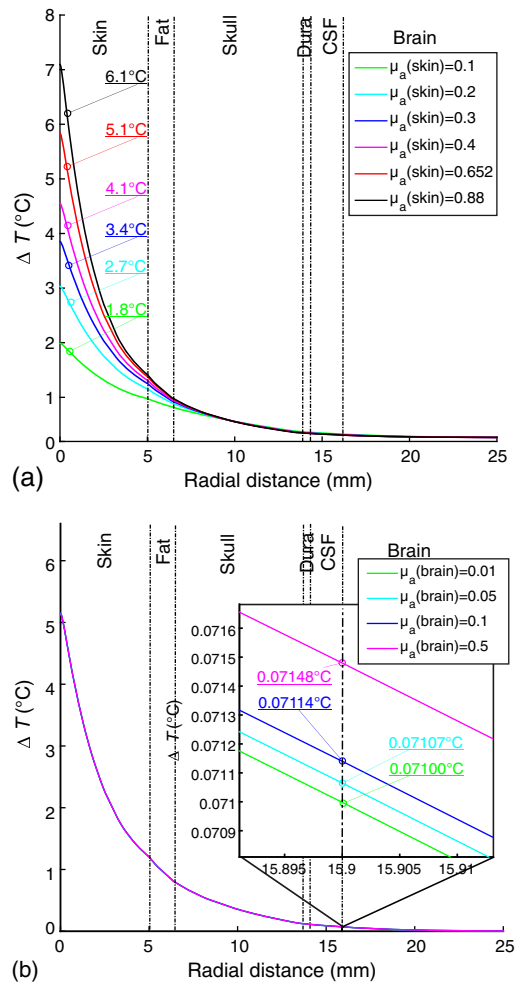 Skin
Fat
Skull
Dura
CSF
Brain
8
7
6
5
4
3
2
1
0
Δ T (°C)
6.1°C
5.1°C
4.1°C
3.4°C
2.7°C
1.8°C
μa(skin)=0.1
μa(skin)=0.2
μa(skin)=0.3
μa(skin)=0.4
μa(skin)=0.652
μa(skin)=0.88
0 5 10 15 20 25
Radial distance (mm)
(a)
Skin
Fat
Skull
Dura
CSF
Brain
6
5
4
3
2
1
0
Δ T (°C)
μa(brain)=0.01
μa(brain)=0.05
μa(brain)=0.1
μa(brain)=0.5
0.0716
0.0715
0.0714
0.0713
0.0712
0.0711
0.071
0.0709
Δ T (°C)
0.07148°C
0.07114°C
0.07107°C
0.07100°C
15.895 15.9 15.905 15.91
0 5 10 15 20 25
Radial distance (mm)
(b)